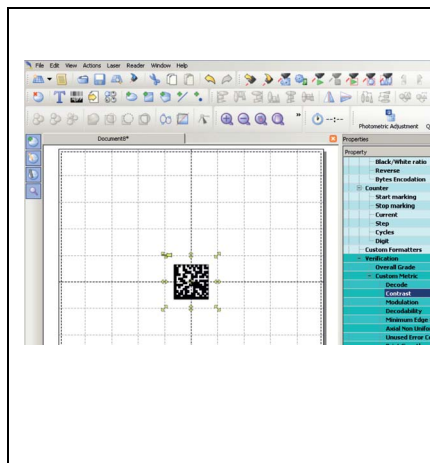 File Edit View Actions Laser Reader Window Help
Photometric Adjustment
Document8*
Properties
Property
Black/White ratio
Reverse
Bytes Encodation
Counter
Start marking
Stop marking
Current
Step
Cycles
Digit
Custom Formatters
Verification
Overall Grade
Custom Metric
Decode
Contrast
Modulation
Decodability
Minimum Edge
Axial Non
Unused Error